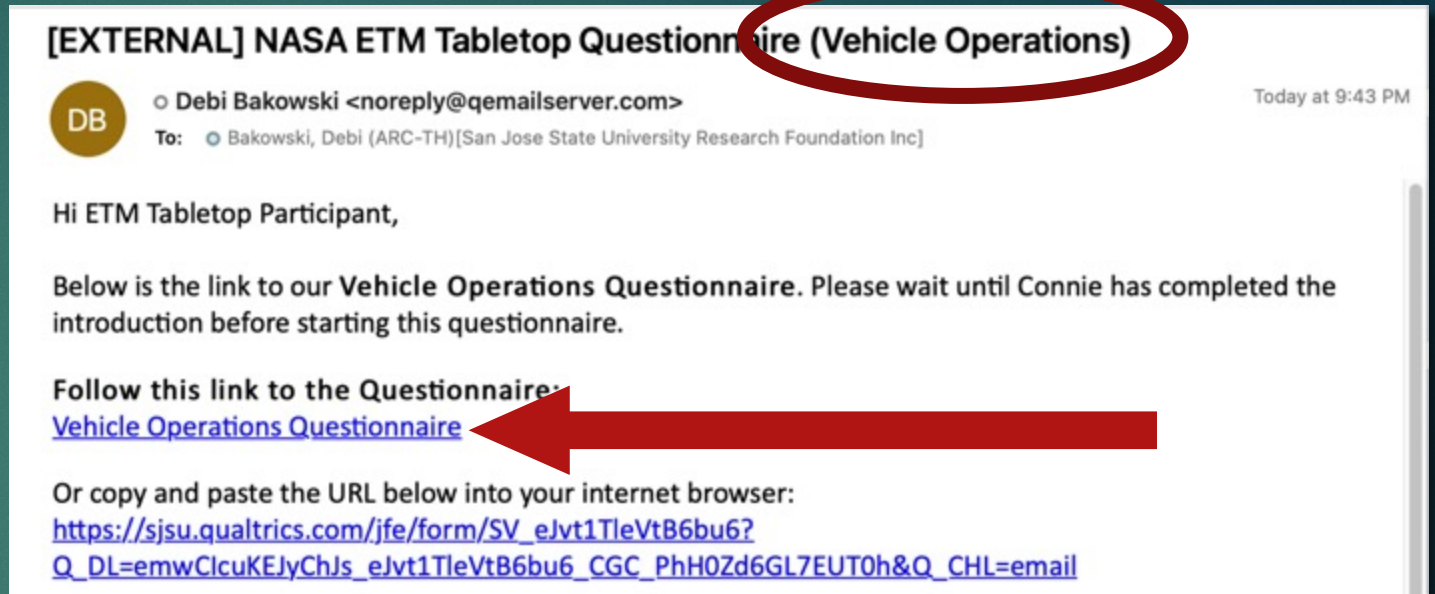 [EXTERNAL] NASA ETM Tabletop Questionnaire (Vehicle Operations)
DB
Debi Bakowski <noreply@qemailserver.com>
Today at 9:43 PM
To: Bakowski, Debi (ARC-TH)[San Jose State University Research Foundation Inc]
Hi ETM Tabletop Participant,
Below is the link to our Vehicle Operations Questionnaire. Please wait until Connie has completed the
introduction before starting this questionnaire.
Follow this link to the Questionnaire:
Vehicle Operations Questionnaire
Or copy and paste the URL below into your internet browser:
https://sjsu.qualtrics.com/jfe/form/SV_eJvt1TleVtB6bu6?
Q_DL=emwCIcuKEJyChJs_eJvt1TleVtB6bu6_CGC_PhH0Zd6GL7EUT0h&Q_CHL=email